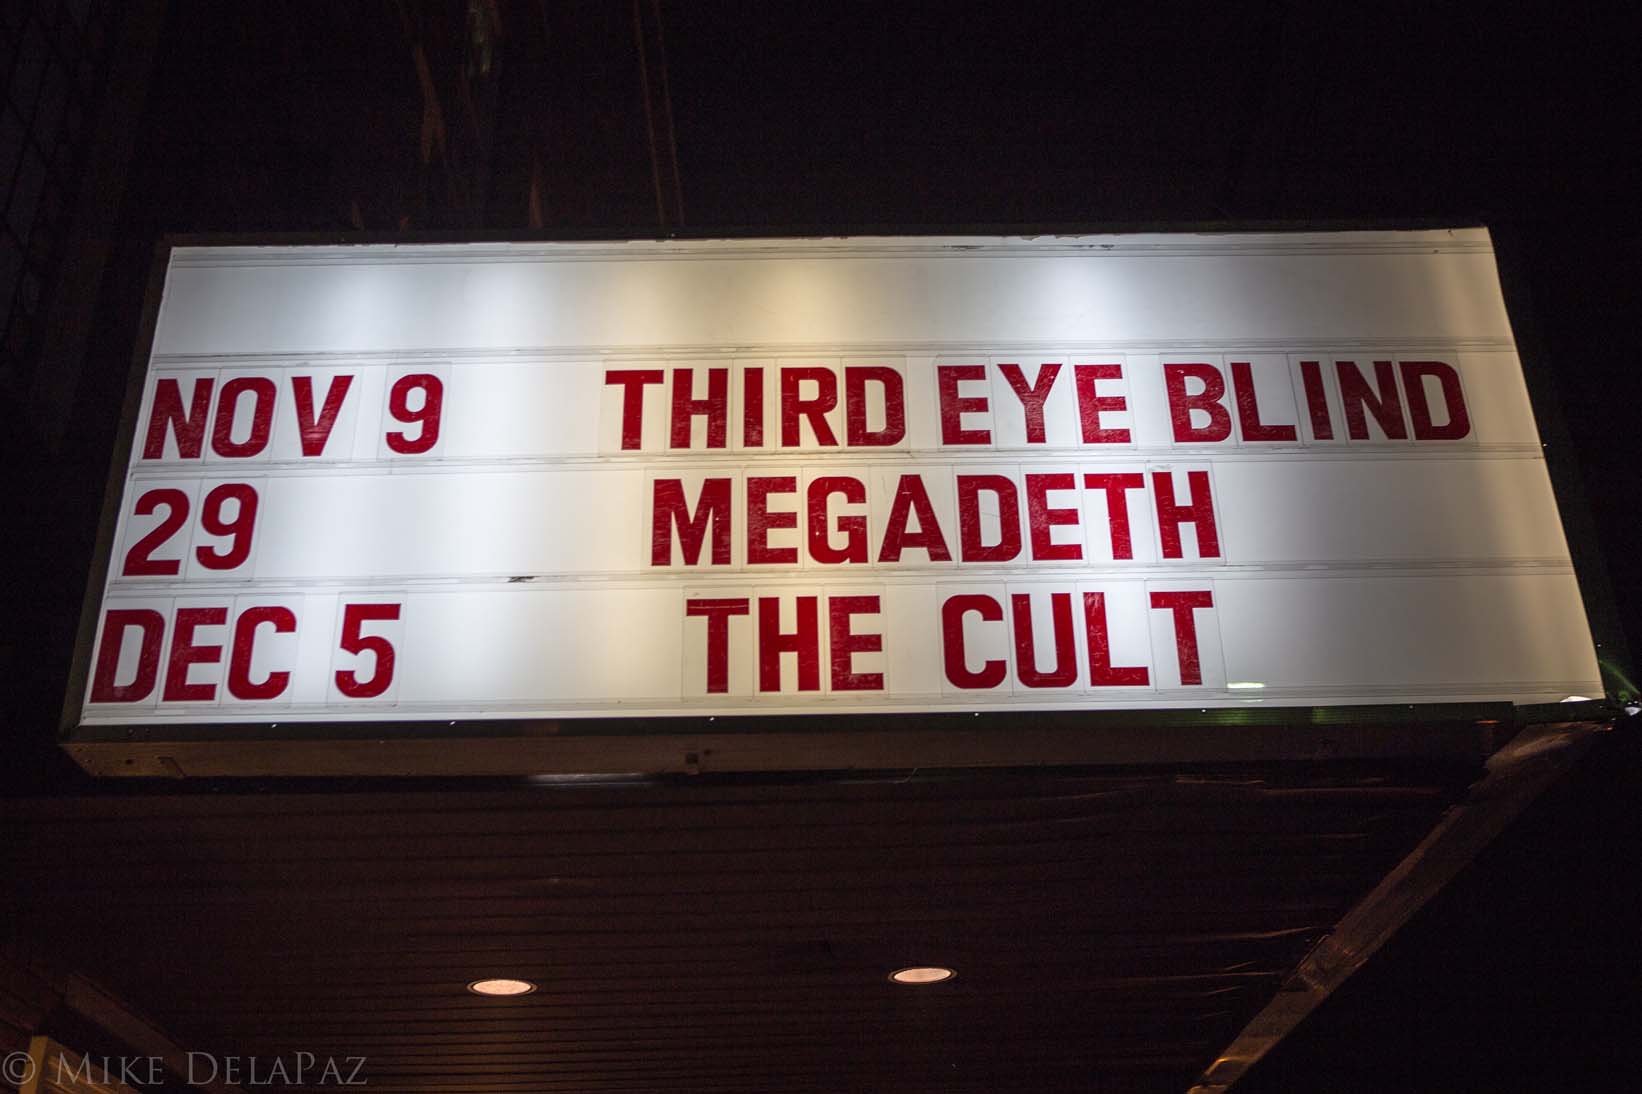 NOV 9 THIRD EYE BLIND
29 MEGADETH
DEC 5 THE CULT
© MIKE DELAPAZ